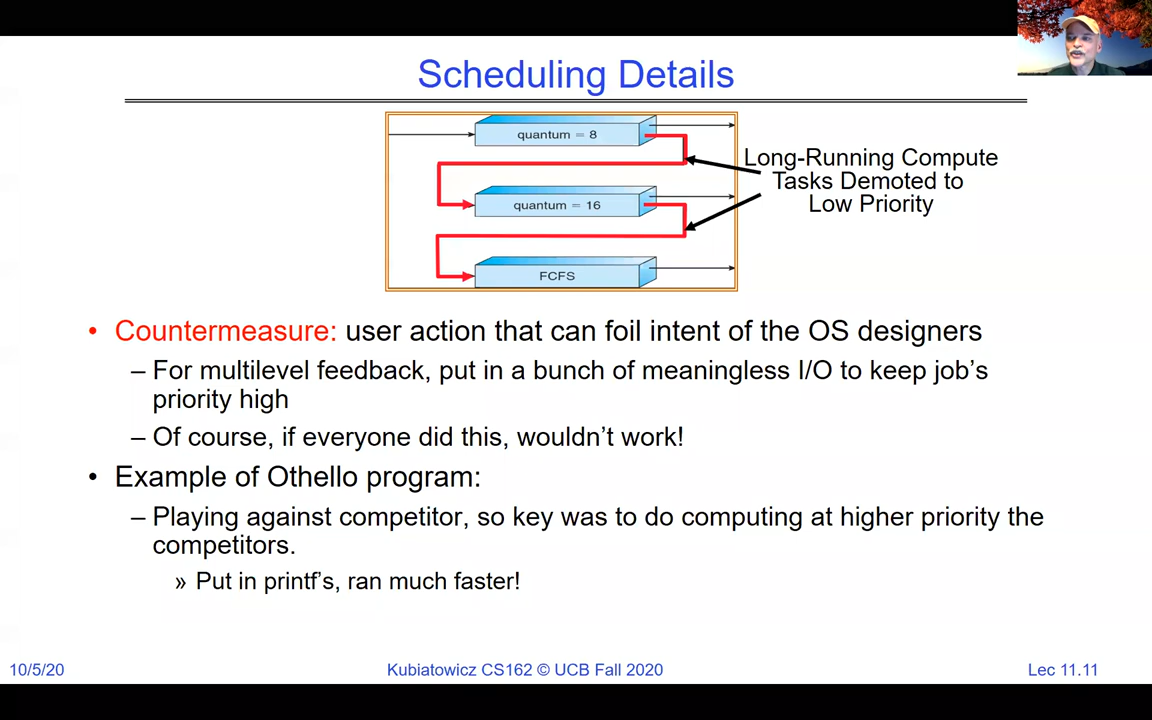 Scheduling Details
quantum = 8
Long-Running Compute
Tasks Demoted to
Low Priority
quantum = 16
FCFS
• Countermeasure: user action that can foil intent of the OS designers
– For multilevel feedback, put in a bunch of meaningless I/O to keep job's
priority high
– Of course, if everyone did this, wouldn't work!
• Example of Othello program:
– Playing against competitor, so key was to do computing at higher priority the
competitors.
» Put in printf's, ran much faster!
10/5/20
Kubiatowicz CS162 © UCB Fall 2020
Lec 11.11